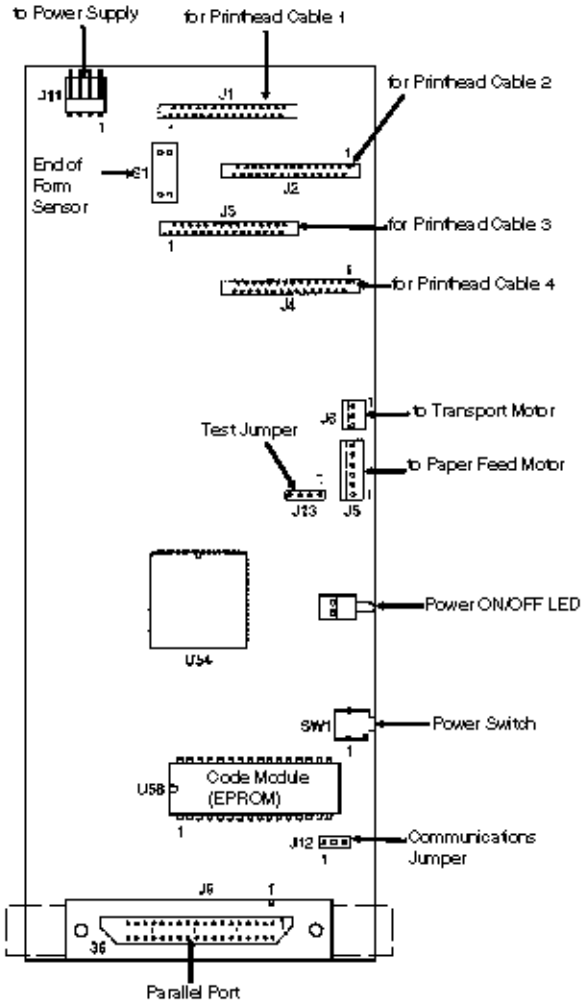 to Power Supply
for Printhead Cable 1
for Printhead Cable 2
J11
J1
1
1
End of
Form
Sensor
S1
J2
J3
for Printhead Cable 3
1
for Printhead Cable 4
J4
1
to Transport Motor
Test Jumper
to Paper Feed Motor
1
J13
J5
Power ON/OFF LED
U54
SW1
Power Switch
1
Code Module
(EPROM)
U58
1
J12
Communications
Jumper
1
1
36
Parallel Port